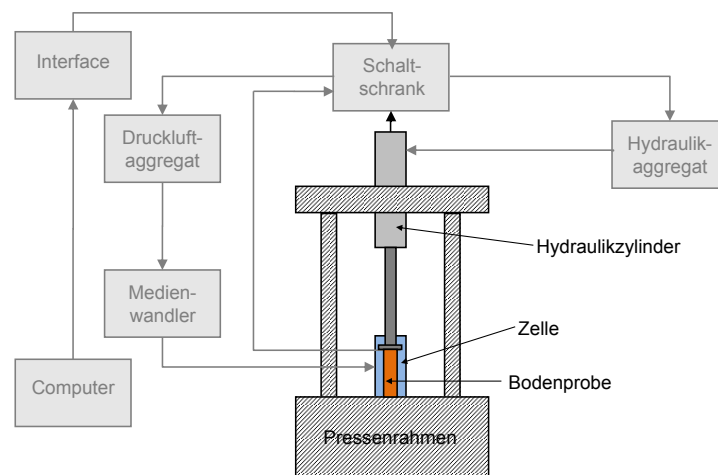 Interface
Schalt-
schrank
Druckluft-
aggregat
Hydraulik-
aggregat
Hydraulikzylinder
Medien-
wandler
Zelle
Computer
Bodenprobe
Pressenrahmen